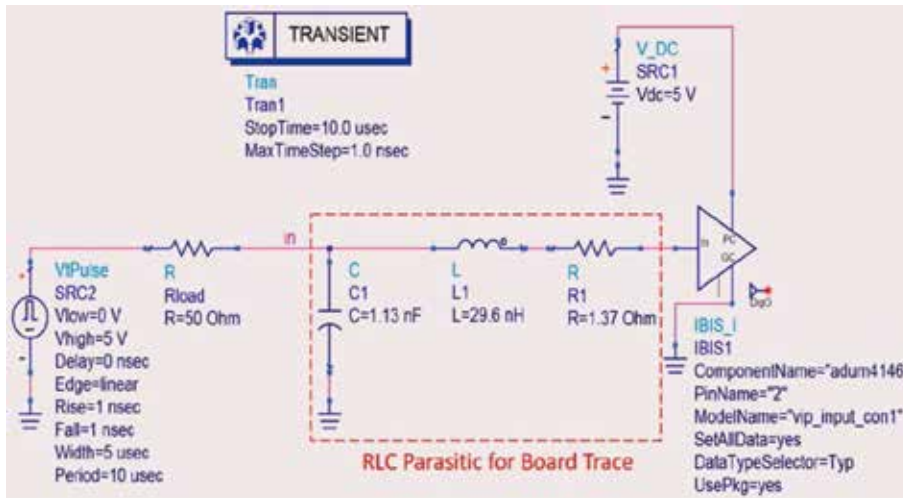 TRANSIENT
Tran
Tran1
StopTime=10.0 usec
MaxTimeStep=1.0 nsec
V_DC
SRC1
Vdc=5 V
+
-
VtPulse
SRC2
Vlow=0 V
Vhigh=5 V
Delay=0 nsec
Edge=linear
Rise=1 nsec
Fall=1 nsec
Width=5 usec
Period=10 usec
+
-
R
Rload
R=50 Ohm
in
C
C1
C=1.13 nF
L
L1
L=29.6 nH
R
R1
R=1.37 Ohm
RLC Parasitic for Board Trace
In
PC
GC
DigO
IBIS_I
IBIS1
ComponentName="adum4146
PinName="2"
ModelName="vip_input_con1"
SetAllData=yes
DataTypeSelector=Typ
UsePkg=yes